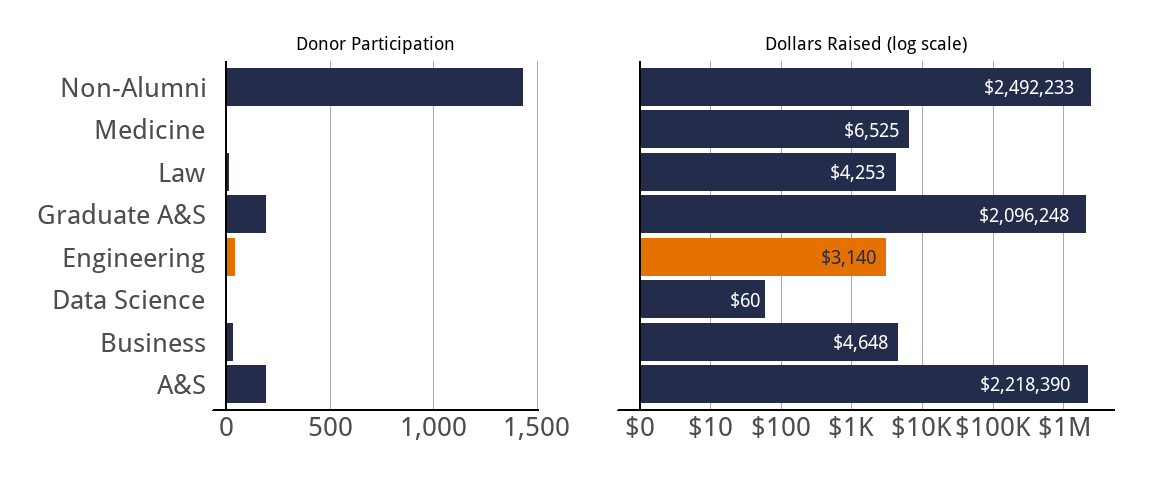 Donor Participation
Dollars Raised (log scale)
Non-Alumni
$2,492,233
Medicine
$6,525
Law
$4,253
Graduate A&S
$2,096,248
Engineering
$3,140
Data Science
$60
Business
$4,648
A&S
$2,218,390
0 500 1,000 1,500
$0 $10 $100 $1K $10K $100K $1M